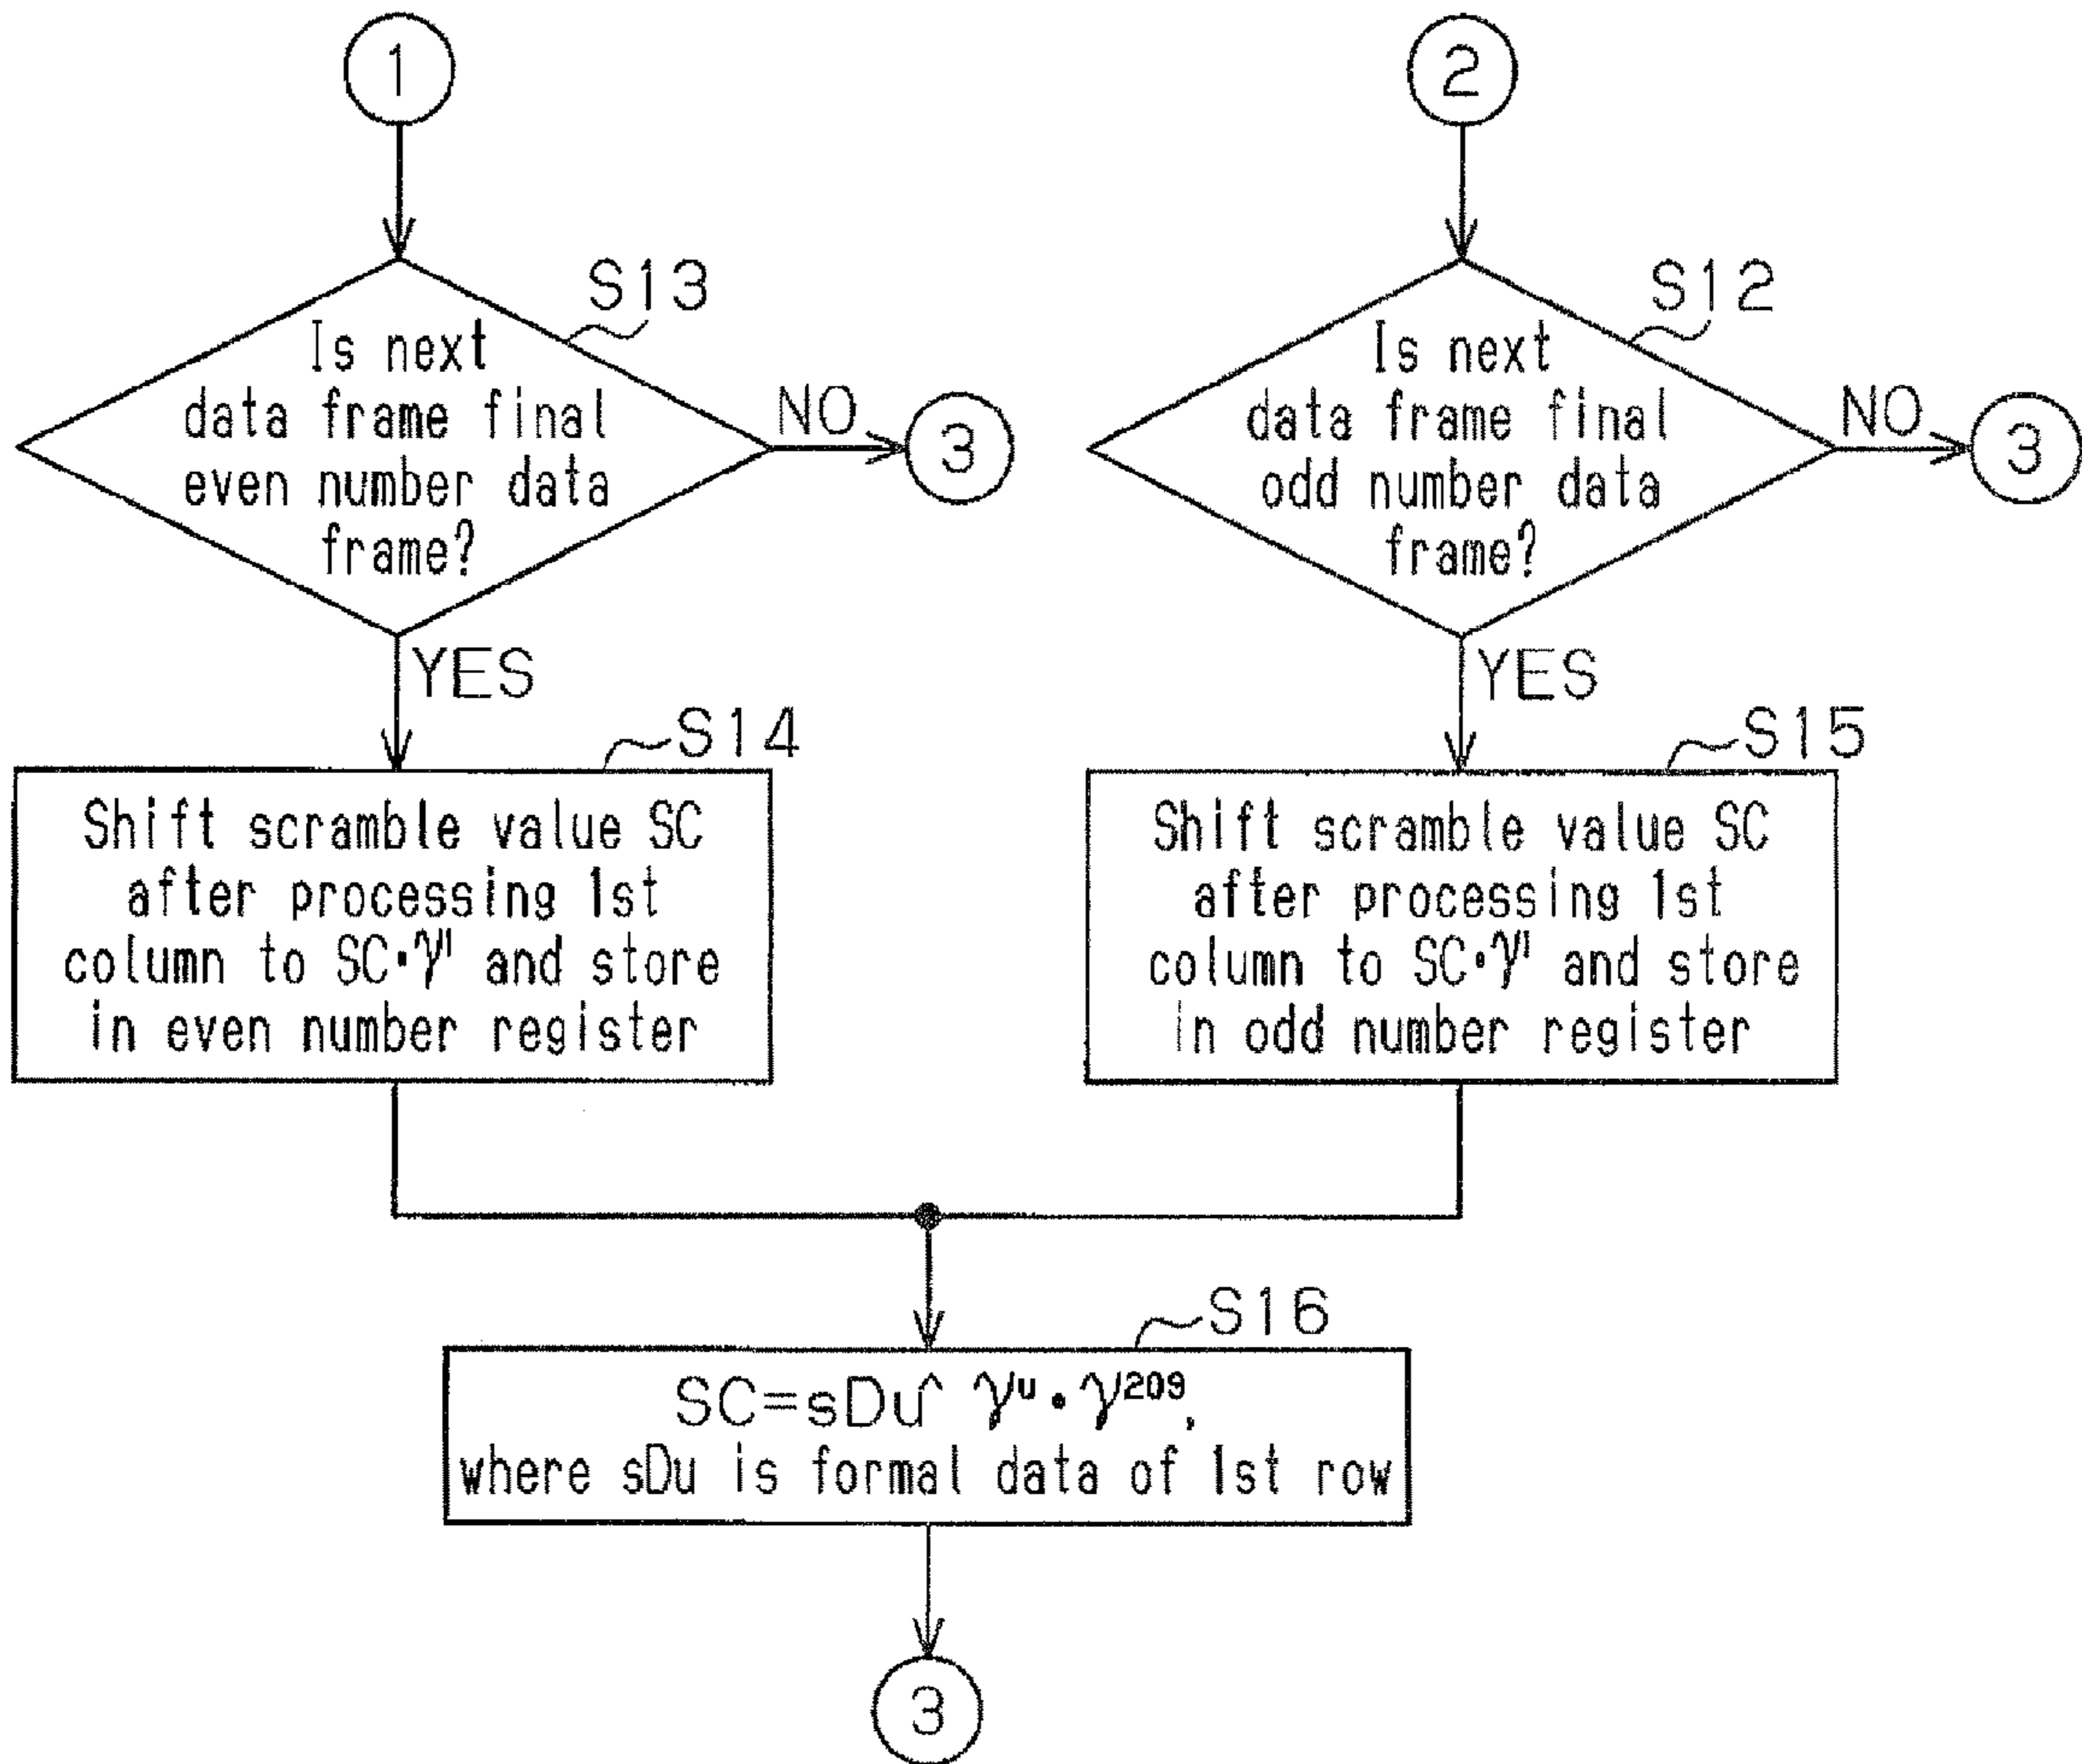 1
2
S13
Is next
data frame final
even number data
frame?
NO
3
YES
S12
Is next
data frame final
odd number data
frame?
NO
3
YES
S14
Shift scramble value SC
after processing 1st
column to SC·γ¹ and store
in even number register
S15
Shift scramble value SC
after processing 1st
column to SC·γ¹ and store
in odd number register
S16
SC=sDu^ γᵘ·γ²⁰⁹,
where sDu is formal data of 1st row
3